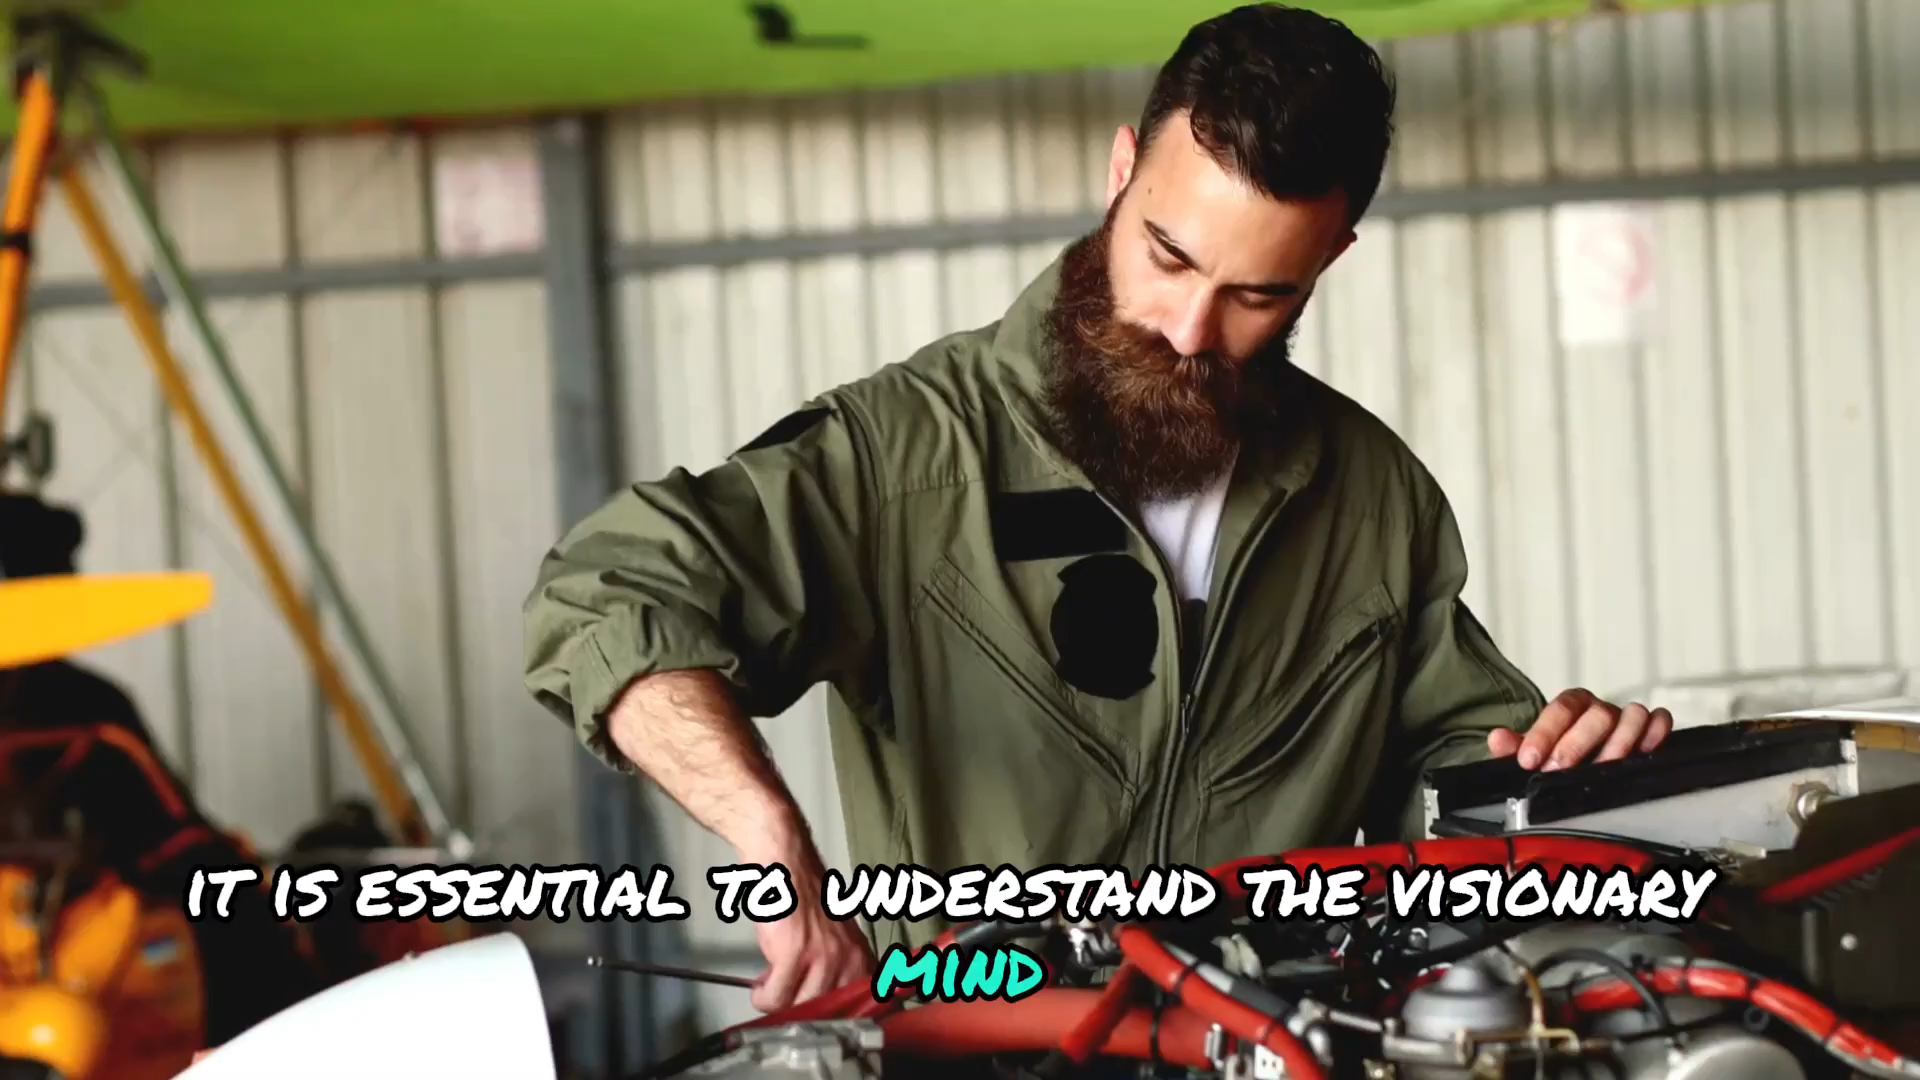 IT IS ESSENTIAL TO UNDERSTAND THE VISIONARY
MIND